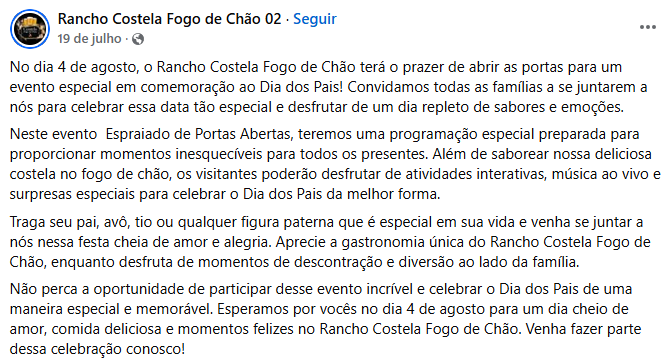 Rancho Costela Fogo de Chão 02 · Seguir
19 de julho ·
No dia 4 de agosto, o Rancho Costela Fogo de Chão terá o prazer de abrir as portas para um
evento especial em comemoração ao Dia dos Pais! Convidamos todas as famílias a se juntarem a
nós para celebrar essa data tão especial e desfrutar de um dia repleto de sabores e emoções.
Neste evento  Espraiado de Portas Abertas, teremos uma programação especial preparada para
proporcionar momentos inesquecíveis para todos os presentes. Além de saborear nossa deliciosa
costela no fogo de chão, os visitantes poderão desfrutar de atividades interativas, música ao vivo e
surpresas especiais para celebrar o Dia dos Pais da melhor forma.
Traga seu pai, avô, tio ou qualquer figura paterna que é especial em sua vida e venha se juntar a
nós nessa festa cheia de amor e alegria. Aprecie a gastronomia única do Rancho Costela Fogo de
Chão, enquanto desfruta de momentos de descontração e diversão ao lado da família.
Não perca a oportunidade de participar desse evento incrível e celebrar o Dia dos Pais de uma
maneira especial e memorável. Esperamos por vocês no dia 4 de agosto para um dia cheio de
amor, comida deliciosa e momentos felizes no Rancho Costela Fogo de Chão. Venha fazer parte
dessa celebração conosco!